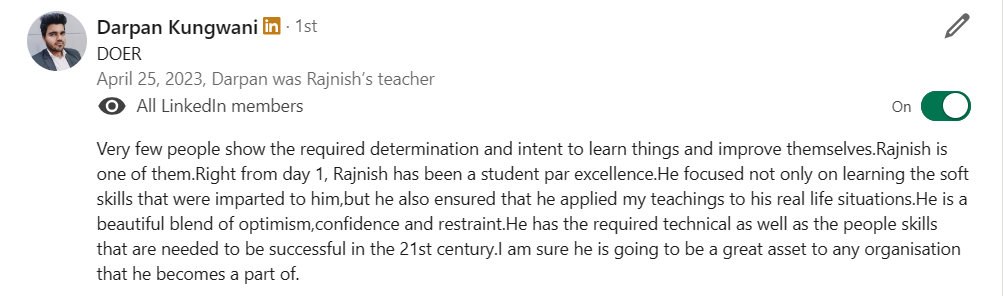 Darpan Kungwani in · 1st
DOER
April 25, 2023, Darpan was Rajnish’s teacher
All LinkedIn members On
Very few people show the required determination and intent to learn things and improve themselves.Rajnish is
one of them.Right from day 1, Rajnish has been a student par excellence.He focused not only on learning the soft
skills that were imparted to him,but he also ensured that he applied my teachings to his real life situations.He is a
beautiful blend of optimism,confidence and restraint.He has the required technical as well as the people skills
that are needed to be successful in the 21st century.I am sure he is going to be a great asset to any organisation
that he becomes a part of.